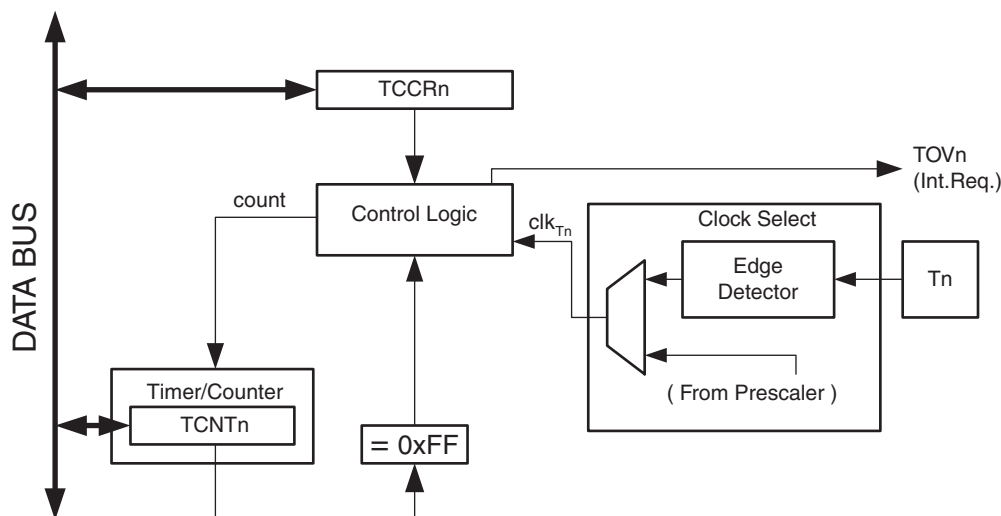 DATA BUS
TCCRn
TOVn
(Int.Req.)
count
Control Logic
clkTn
Clock Select
Edge
Detector
Tn
( From Prescaler )
Timer/Counter
TCNTn
= 0xFF